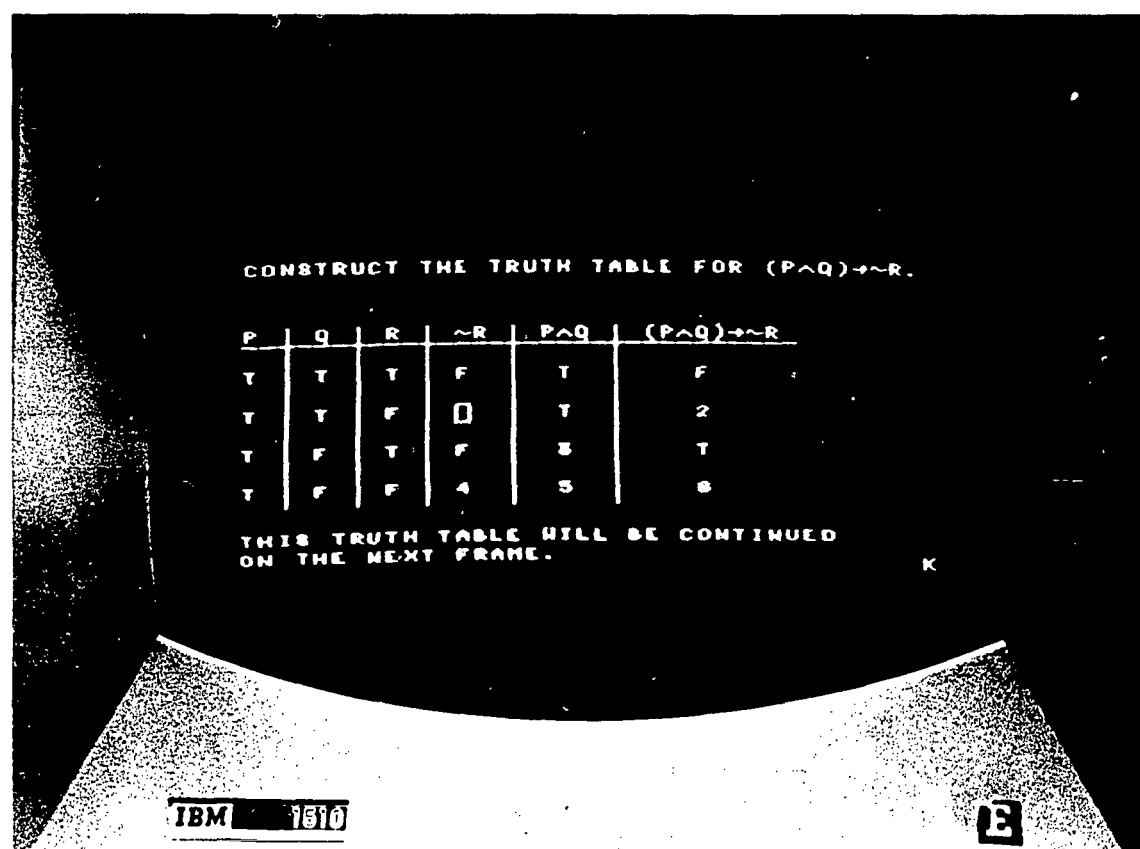 CONSTRUCT THE TRUTH TABLE FOR (P∧Q)→~R.
P Q R ~R P∧Q (P∧Q)→~R
T T T F T F
T T F T 2
T F T F 3 T
T F F 4 5 6
THIS TRUTH TABLE WILL BE CONTINUED
ON THE NEXT FRAME.
K
IBM 1510
E